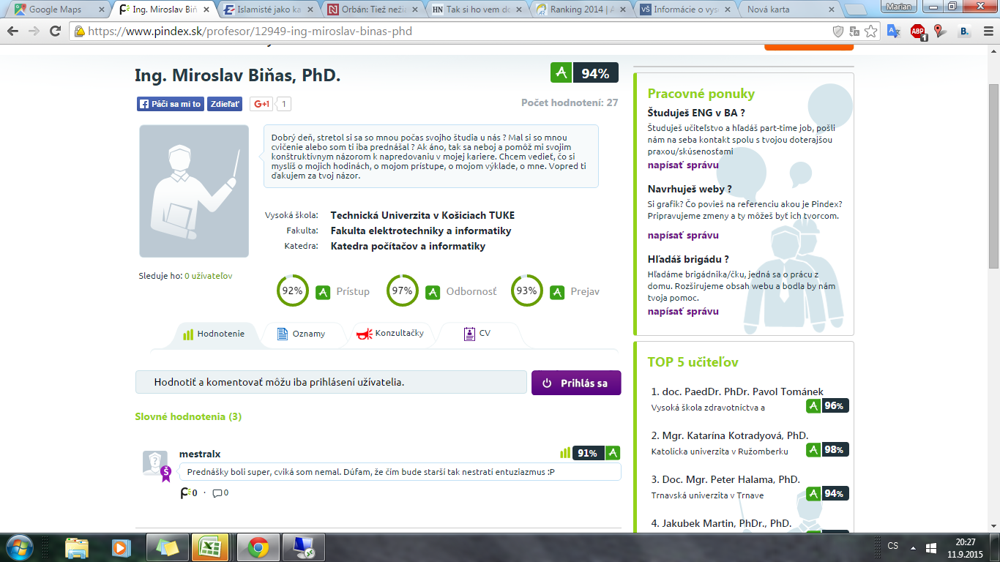 Google Maps
Ing. Miroslav Biň
Islamisté jako ka
Orbán: Tiež nežia
Tak si ho vem do
Ranking 2014 | A
Informácie o vyso
Nová karta
Marian
https://www.pindex.sk/profesor/12949-ing-miroslav-binas-phd
Ing. Miroslav Biňas, PhD.
94%
Páči sa mi to
Zdieľať
G+1
1
Počet hodnotení: 27
Dobrý deň, stretol si sa so mnou počas svojho študia u nás ? Mal si so mnou
cvičenie alebo som ti iba prednášal ? Ak áno, tak sa neboj a pomôž mi svojim
konštruktívnym názorom k napredovaniu v mojej kariere. Chcem vedieť, čo si
myslíš o mojich hodinách, o mojom prístupe, o mojom výklade, o mne. Vopred ti
ďakujem za tvoj názor.
Vysoká škola: Technická Univerzita v Košiciach TUKE
Fakulta: Fakulta elektrotechniky a informatiky
Katedra: Katedra počítačov a informatiky
Sleduje ho: 0 užívateľov
92% Prístup
97% Odbornosť
93% Prejav
Hodnotenie
Oznamy
Konzultačky
CV
Hodnotiť a komentovať môžu iba prihlásení užívatelia.
Prihlás sa
Slovné hodnotenia (3)
mestralx
91%
Š
Prednášky boli super, cviká som nemal. Dúfam, že čím bude starší tak nestratí entuziazmus :P
0 · 0
Pracovné ponuky
Študuješ ENG v BA ?
Študuješ učiteľstvo a hľadáš part-time job, pošli
nám na seba kontakt spolu s tvojou doterajšou
praxou/skúsenosťami
napísať správu
Navrhuješ weby ?
Si grafik? Čo povieš na referenciu akou je Pindex?
Pripravujeme zmeny a ty môžeš byť ich tvorcom.
napísať správu
Hľadáš brigádu ?
Hľadáme brigádnika/čku, jedná sa o prácu z
domu. Rozširujeme obsah webu a bodla by nám
tvoja pomoc.
napísať správu
TOP 5 učiteľov
1. doc. PaedDr. PhDr. Pavol Tománek
Vysoká škola zdravotníctva a
96%
2. Mgr. Katarína Kotradyová, PhD.
Katolícka univerzita v Ružomberku
98%
3. Doc. Mgr. Peter Halama, PhD.
Trnavská univerzita v Trnave
94%
4. Jakubek Martin, PhDr., PhD.
CS
20:27
11.9.2015